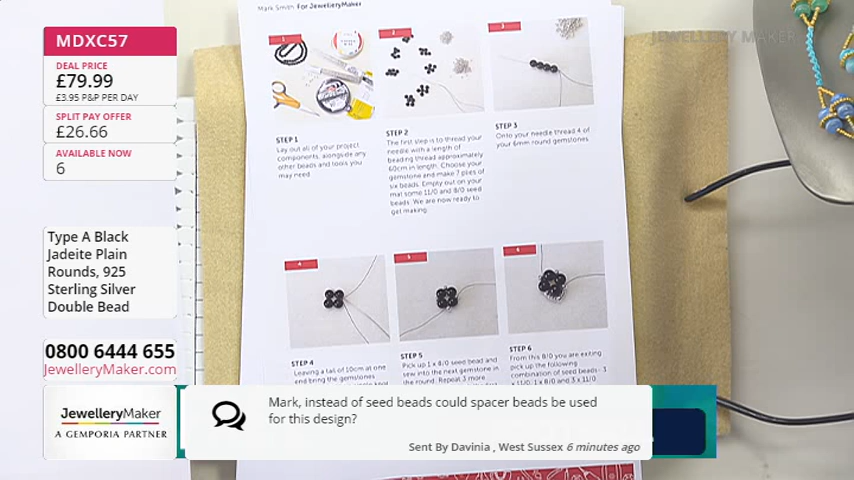 Mark Smith For JewelleryMaker
JEWELLERY MAKER
MDXC57
DEAL PRICE
£79.99
£3.95 P&P PER DAY
SPLIT PAY OFFER
£26.66
AVAILABLE NOW
6
Type A Black
Jadeite Plain
Rounds, 925
Sterling Silver
Double Bead
0800 6444 655
JewelleryMaker.com
JewelleryMaker
A GEMPORIA PARTNER
1
2
3
STEP 1
Lay out all of your project
components, alongside any
other beads and tools you
may need
STEP 2
The first step is to thread your
needle with a length of
beading thread approximately
60cm in length. Choose your
gemstone and make 7 piles of
six beads. Empty out on your
mat some 11/0 and 8/0 seed
beads. We are now ready to
get making
STEP 3
Onto your needle thread 4 of
your 6mm round gemstones
4
5
6
STEP 4
Leaving a tail of 10cm at one
end bring the gemstones
STEP 5
Pick up 1 x 8/0 seed bead and
sew into the next gemstone in
the round. Repeat 3 more
STEP 6
From this 8/0 you are exiting
pick up the following
combination of seed beads - 3
x 11/0, 1 x 8/0 and 3 x 11/0
Mark, instead of seed beads could spacer beads be used
for this design?
Sent By Davinia , West Sussex 6 minutes ago